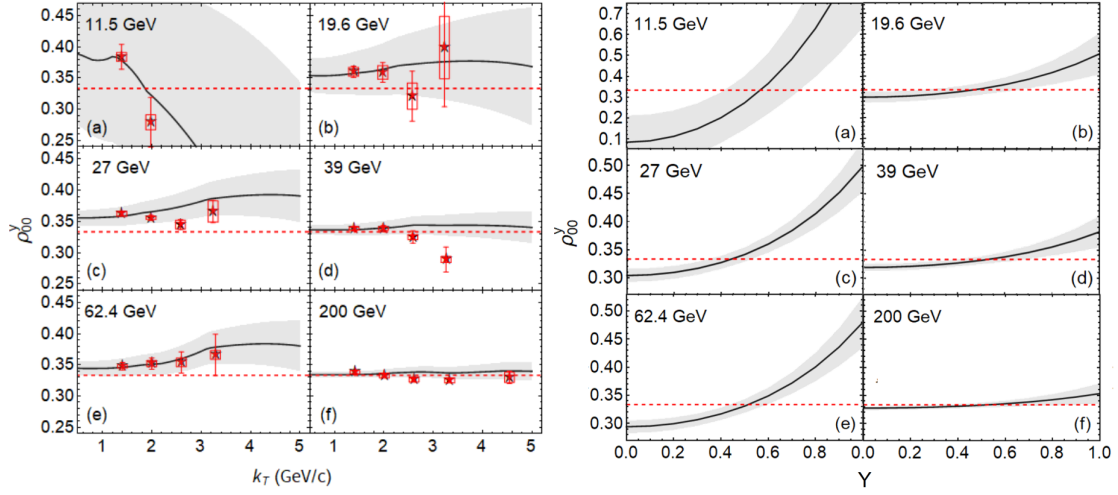 0.45 11.5 GeV 19.6 GeV
0.40
0.35
0.30
0.25 (a) (b)
0.45 27 GeV 39 GeV
0.40
0.35
0.30
0.25 (c) (d)
0.45 62.4 GeV 200 GeV
0.40
0.35
0.30
0.25 (e) (f)
ρ00^y
1 2 3 4 5 1 2 3 4 5
k_T (GeV/c)
0.7 11.5 GeV 19.6 GeV
0.6
0.5
0.4
0.3
0.2
0.1 (a) (b)
0.50 27 GeV 39 GeV
0.45
0.40
0.35
0.30 (c) (d)
0.50 62.4 GeV 200 GeV
0.45
0.40
0.35
0.30 (e) (f)
ρ00^y
0.0 0.2 0.4 0.6 0.8 0.0 0.2 0.4 0.6 0.8 1.0
Y